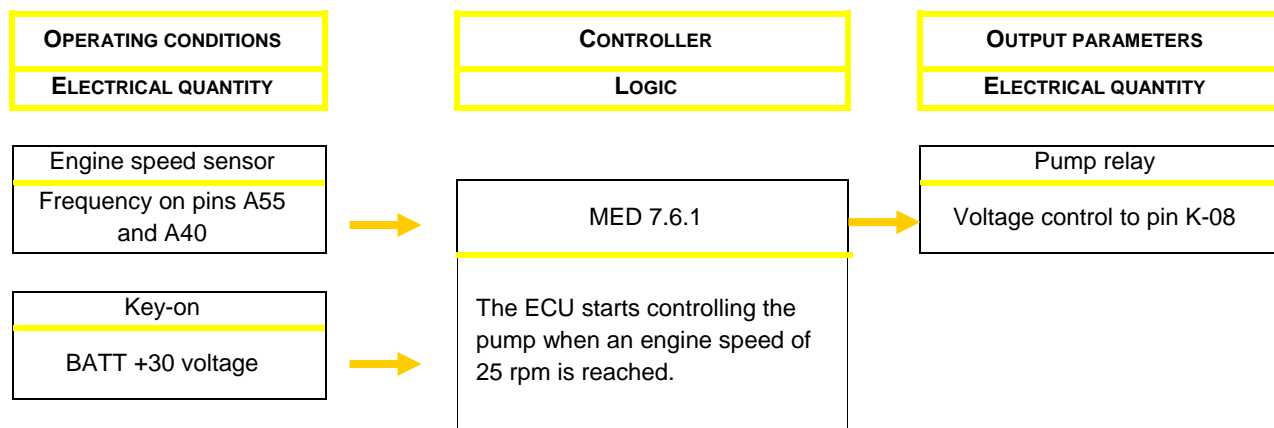 OPERATING CONDITIONS
ELECTRICAL QUANTITY
CONTROLLER
LOGIC
OUTPUT PARAMETERS
ELECTRICAL QUANTITY
Engine speed sensor
Frequency on pins A55
and A40
Key-on
BATT +30 voltage
MED 7.6.1
The ECU starts controlling the
pump when an engine speed of
25 rpm is reached.
Pump relay
Voltage control to pin K-08